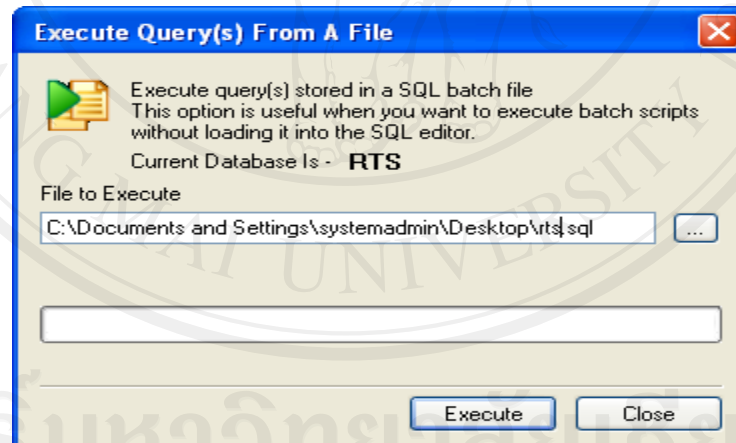 Execute Query(s) From A File
Execute query(s) stored in a SQL batch file
This option is useful when you want to execute batch scripts
without loading it into the SQL editor.
Current Database Is - RTS
File to Execute
C:\Documents and Settings\systemadmin\Desktop\rts.sql
...
Execute Close
MAI UNIVERSITY